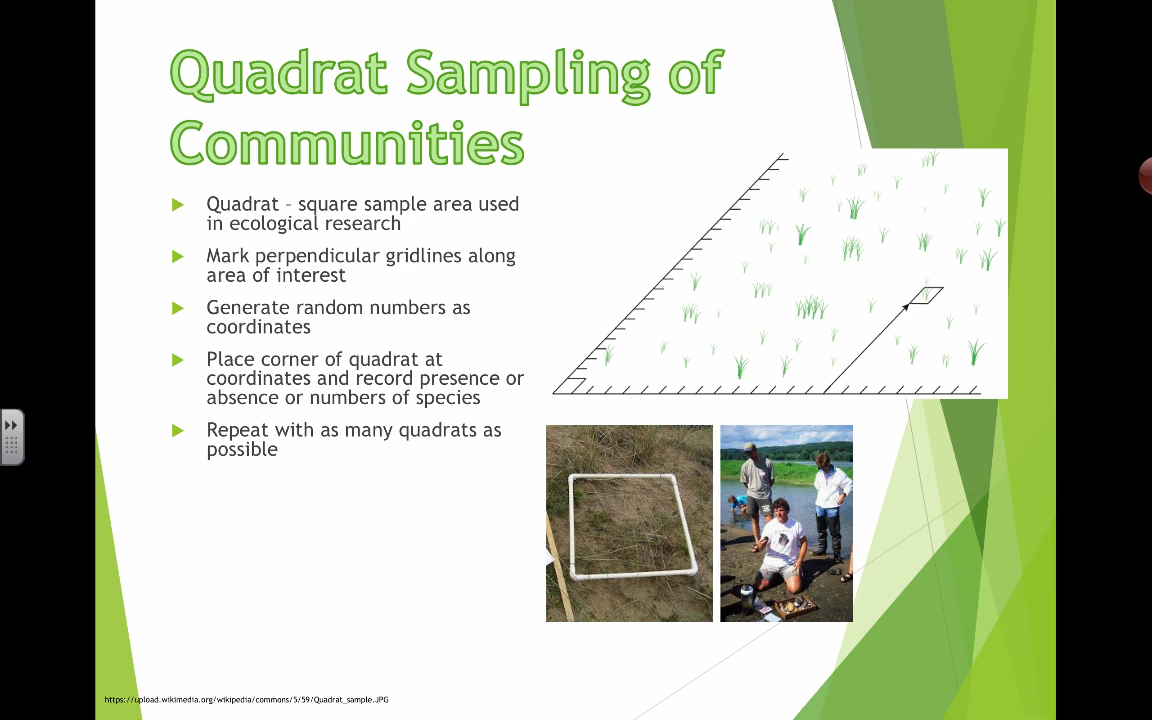 Quadrat Sampling of
Communities
Quadrat – square sample area used
in ecological research
Mark perpendicular gridlines along
area of interest
Generate random numbers as
coordinates
Place corner of quadrat at
coordinates and record presence or
absence or numbers of species
Repeat with as many quadrats as
possible
https://upload.wikimedia.org/wikipedia/commons/5/59/Quadrat_sample.JPG